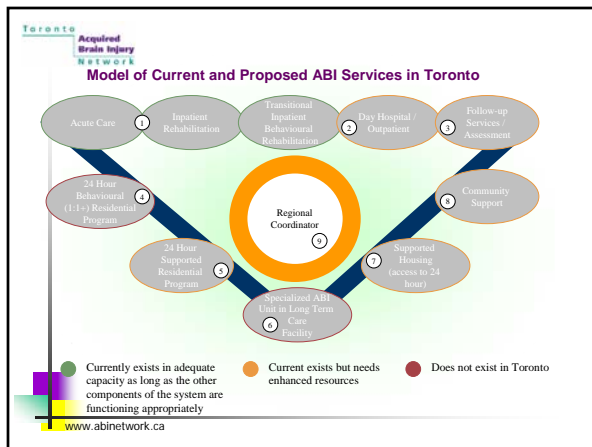 Toronto
Acquired
Brain Injury
Network
Model of Current and Proposed ABI Services in Toronto
Acute Care
1
Inpatient
Rehabilitation
Transitional
Inpatient
Behavioural
Rehabilitation
2
Day Hospital /
Outpatient
3
Follow-up
Services /
Assessment
24 Hour
Behavioural
(1:1+) Residential
Program
4
Regional
Coordinator
9
8
Community
Support
24 Hour
Supported
Residential
Program
5
7
Supported
Housing
(access to 24
hour)
Specialized ABI
Unit in Long Term
Care
Facility
6
Currently exists in adequate
capacity as long as the other
components of the system are
functioning appropriately
Current exists but needs
enhanced resources
Does not exist in Toronto
www.abinetwork.ca